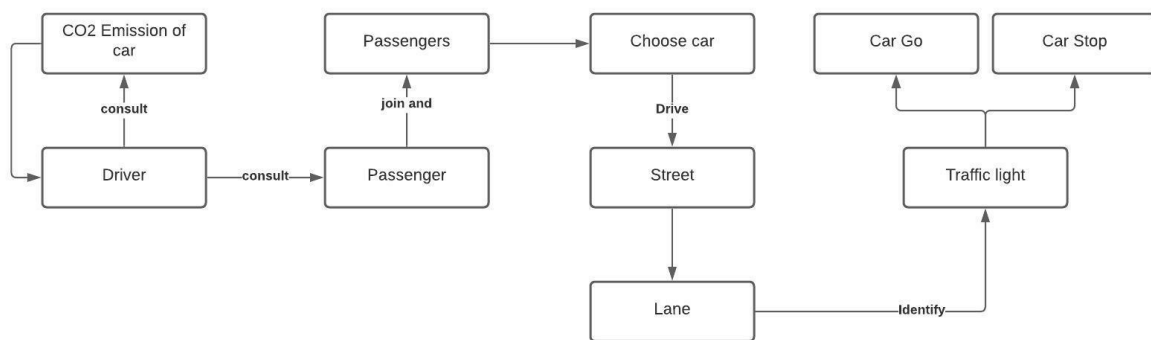 CO2 Emission of
car
Passengers
Choose car
Car Go
Car Stop
consult
join and
Drive
Driver
consult
Passenger
Street
Traffic light
Lane
Identify